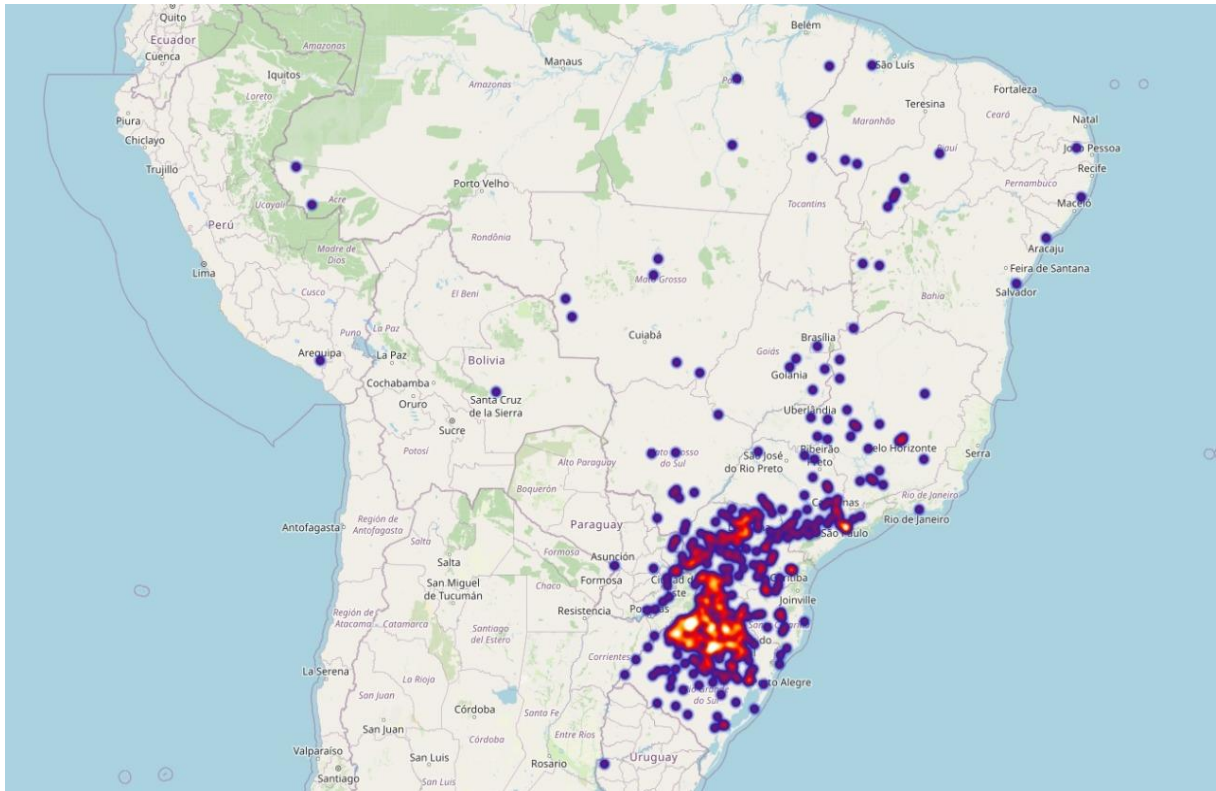 Quito
Ecuador
Cuenca
Amazonas
Iquitos
Loreto
Piura
Chiclayo
Trujillo
Manaus
Amazonas
Belém
São Luís
Fortaleza
Teresina
Ceará
Maranhão
Natal
João Pessoa
Recife
Pernambuco
Maceió
Aracaju
Feira de Santana
Salvador
Bahia
Tocantins
Porto Velho
Acre
Ucayali
Perú
Madre de
Dios
Rondônia
Lima
Cusco
Puno
El Beni
Mato Grosso
Cuiabá
Brasília
Goiás
Goiânia
Arequipa
La Paz
La Paz
Bolivia
Cochabamba
Oruro
Santa Cruz
de la Sierra
Sucre
Potosí
Uberlândia
Belo Horizonte
Serra
São José
do Rio Preto
Ribeirão
Preto
Alto Paraguay
Boquerón
Rio de Janeiro
Rio de Janeiro
São Paulo
Antofagasta
Región de
Antofagasta
Paraguay
Salta
Salta
Formosa
Asunción
Formosa
Chaco
San Miguel
de Tucumán
Resistencia
Joinville
Región de
Atacama
Catamarca
Santiago
del Estero
Corrientes
La Serena
La Rioja
San Juan
San Juan
Córdoba
Córdoba
Santa Fe
Entre Ríos
Valparaíso
Santiago
San Luis
San Luis
Rosario
Uruguay